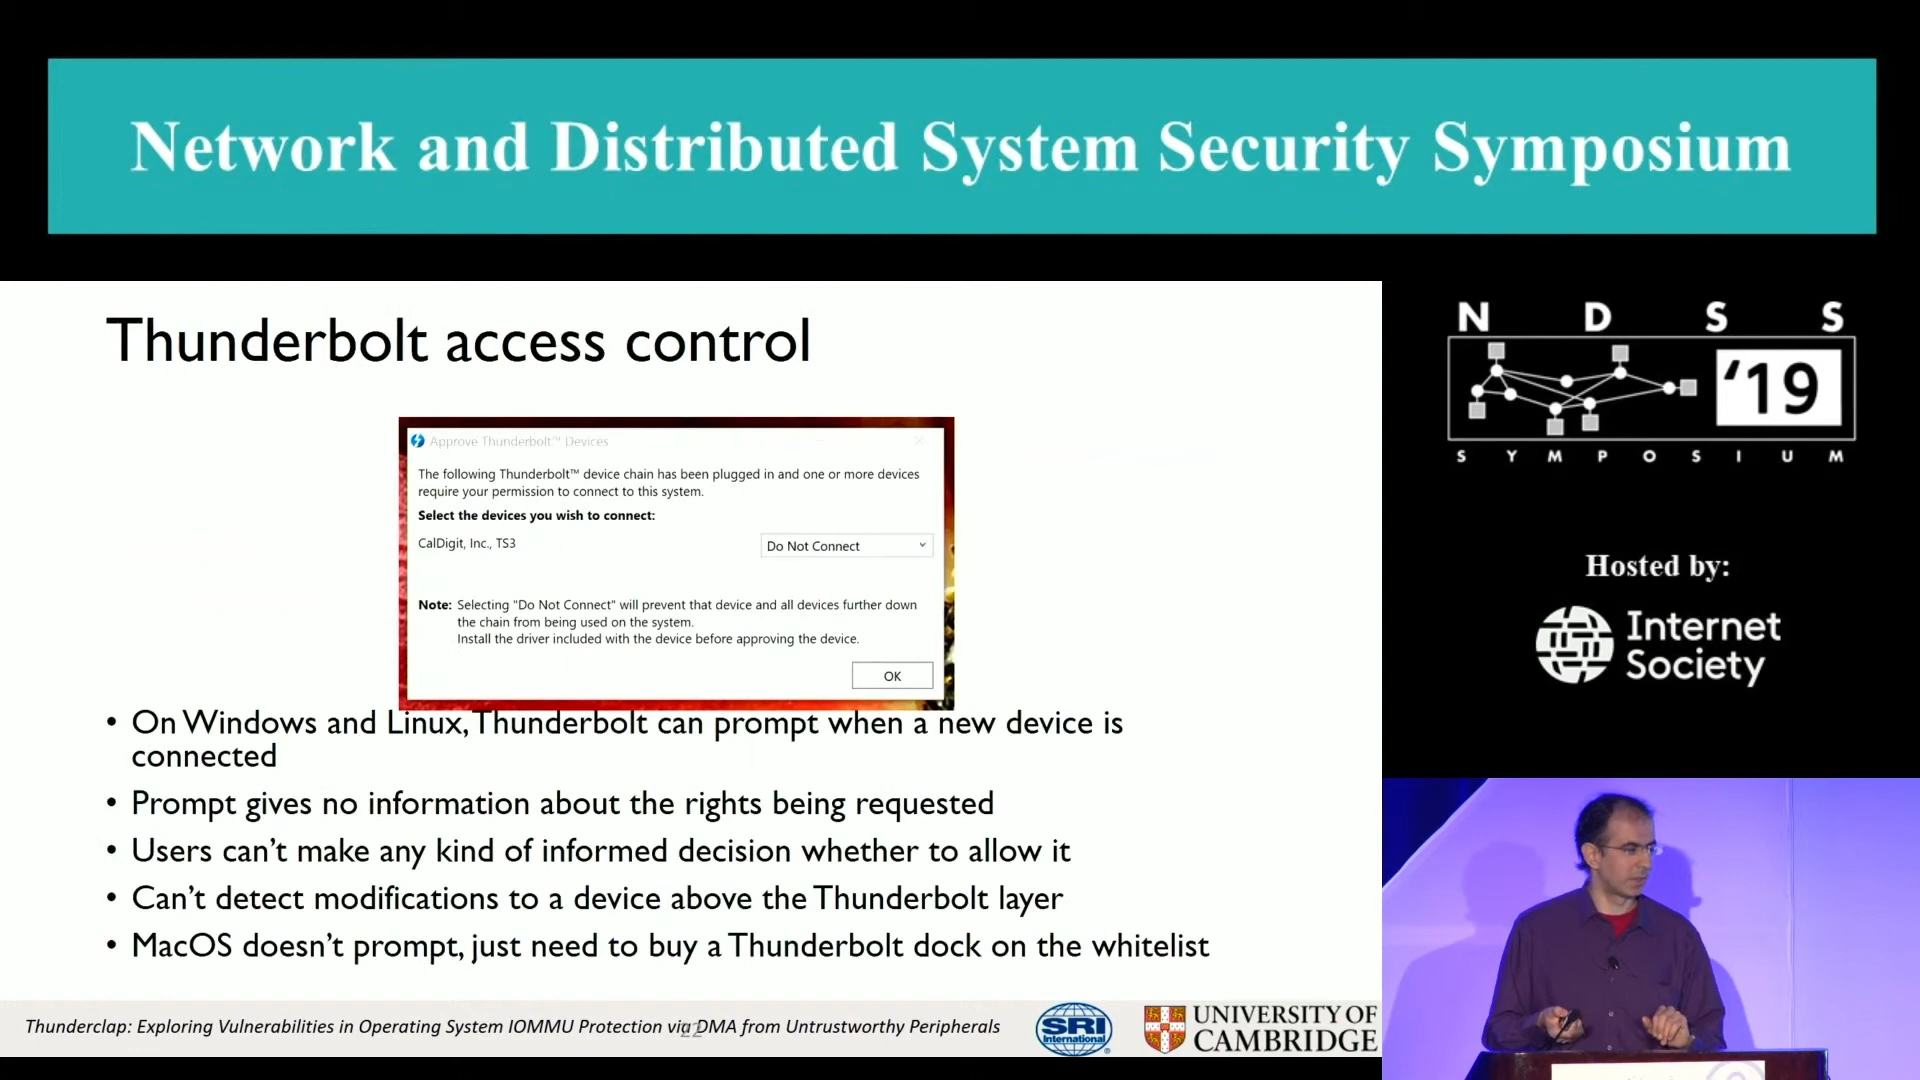 Network and Distributed System Security Symposium
Thunderbolt access control
Approve Thunderbolt™ Devices
The following Thunderbolt™ device chain has been plugged in and one or more devices
require your permission to connect to this system.
Select the devices you wish to connect:
CalDigit, Inc., TS3
Do Not Connect
Note: Selecting "Do Not Connect" will prevent that device and all devices further down
the chain from being used on the system.
Install the driver included with the device before approving the device.
OK
• On Windows and Linux, Thunderbolt can prompt when a new device is
connected
• Prompt gives no information about the rights being requested
• Users can't make any kind of informed decision whether to allow it
• Can't detect modifications to a device above the Thunderbolt layer
• MacOS doesn't prompt, just need to buy a Thunderbolt dock on the whitelist
Thunderclap: Exploring Vulnerabilities in Operating System IOMMU Protection via DMA from Untrustworthy Peripherals
22
SRI
International
UNIVERSITY OF
CAMBRIDGE
N D S S
'19
S Y M P O S I U M
Hosted by:
Internet
Society